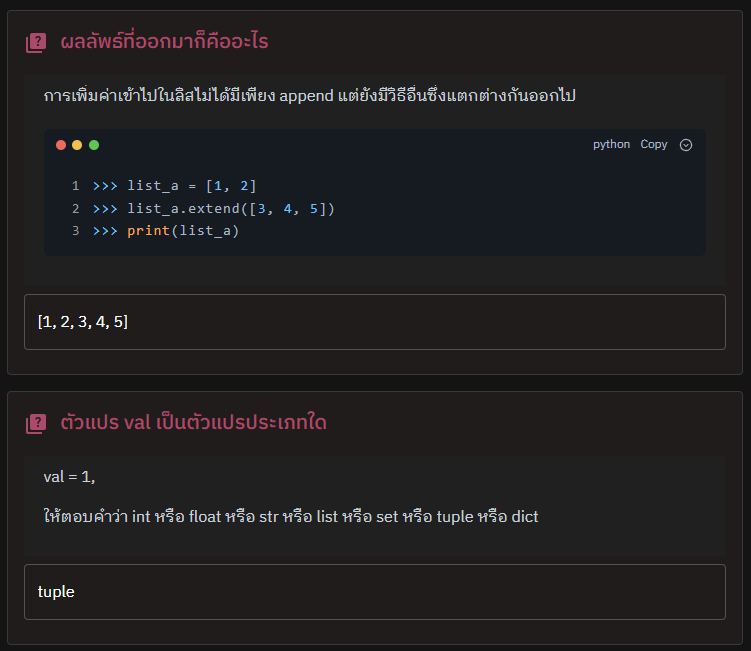 ผลลัพธ์ที่ออกมาก็คืออะไร
การเพิ่มค่าเข้าไปในลิสไม่ได้มีเพียง append แต่ยังมีวิธีอื่นซึ่งแตกต่างกันออกไป
python Copy
1 >>> list_a = [1, 2]
2 >>> list_a.extend([3, 4, 5])
3 >>> print(list_a)
[1, 2, 3, 4, 5]
ตัวแปร val เป็นตัวแปรประเภทใด
val = 1,
ให้ตอบคำว่า int หรือ float หรือ str หรือ list หรือ set หรือ tuple หรือ dict
tuple